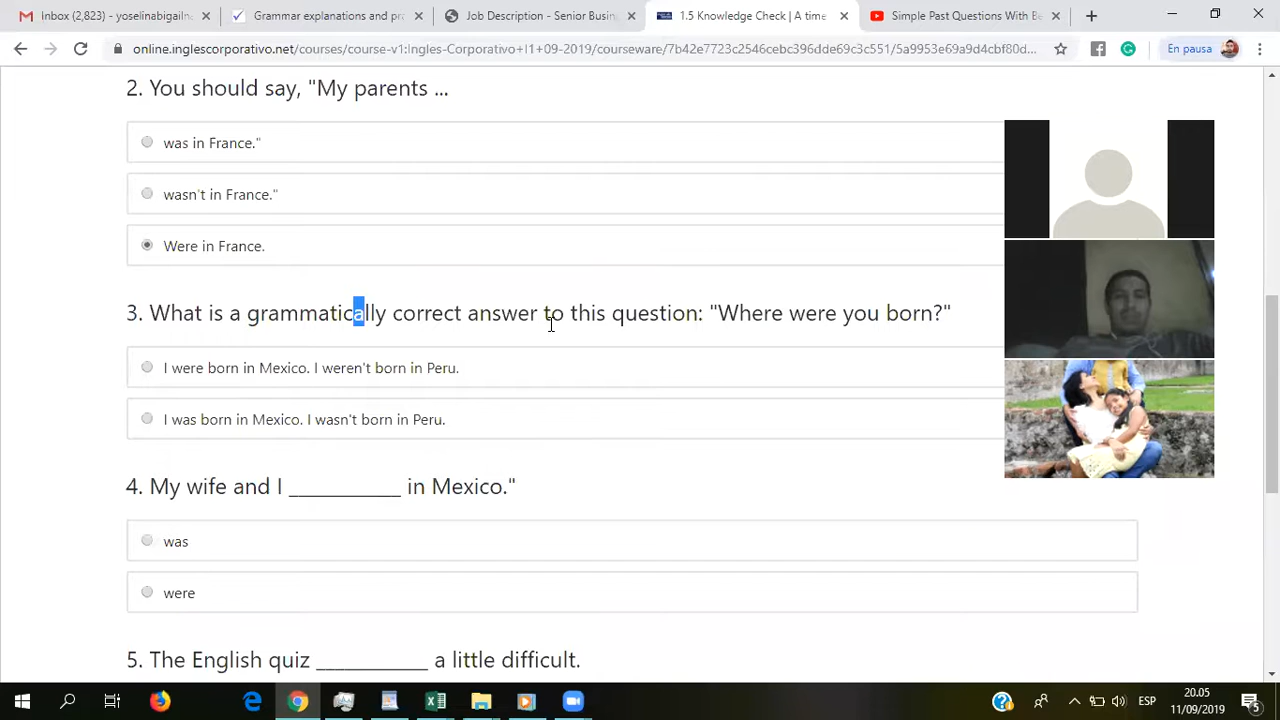 Inbox (2,823) - yoselinabigailn
Grammar explanations and p
Job Description - Senior Busin
1.5 Knowledge Check | A time
Simple Past Questions With Be
online.inglescorporativo.net/courses/course-v1:Ingles-Corporativo+I1+09-2019/courseware/7b42e7723c2546cebc396dde69c3c551/5a9953e69a9d4cbf80d...
En pausa
2. You should say, "My parents ...
was in France."
wasn't in France."
Were in France.
3. What is a grammatically correct answer to this question: "Where were you born?"
I were born in Mexico. I weren't born in Peru.
I was born in Mexico. I wasn't born in Peru.
4. My wife and I ____________ in Mexico."
was
were
5. The English quiz ____________ a little difficult.
ESP
20.05
11/09/2019
5